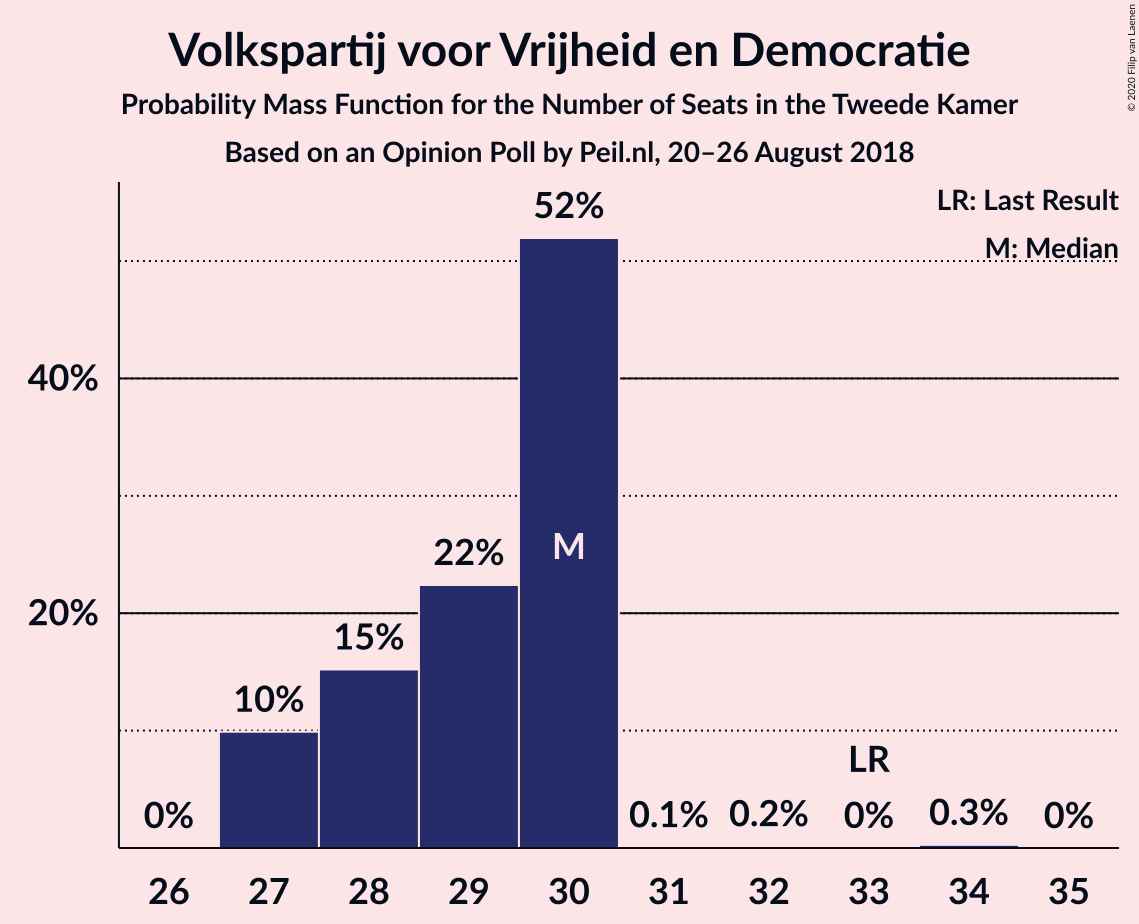 Volkspartij voor Vrijheid en Democratie
Probability Mass Function for the Number of Seats in the Tweede Kamer
Based on an Opinion Poll by Peil.nl, 20–26 August 2018
© 2020 Filip van Laenen
LR: Last Result
M: Median
52%
40%
M
22%
20%
15%
10%
LR
0%
0.1%
0.2%
0%
0.3%
0%
26 27 28 29 30 31 32 33 34 35